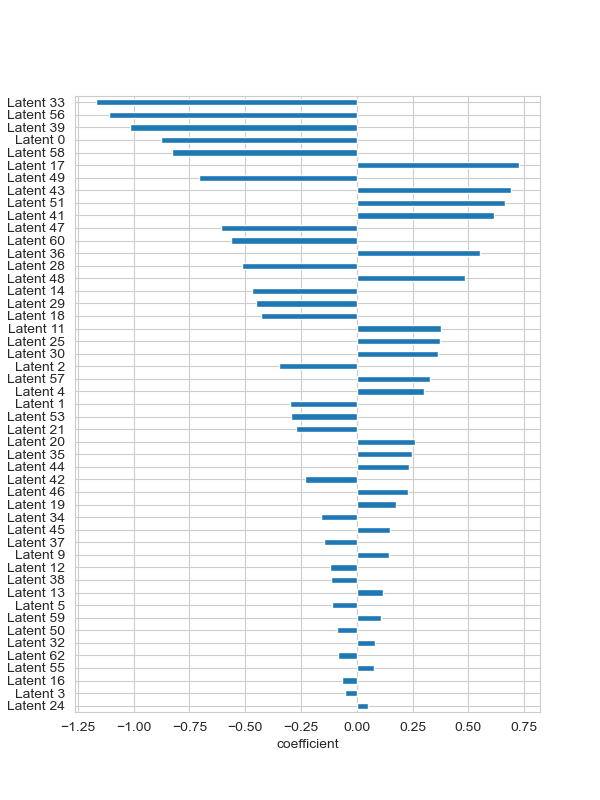 Latent 33
Latent 56
Latent 39
Latent 0
Latent 58
Latent 17
Latent 49
Latent 43
Latent 51
Latent 41
Latent 47
Latent 60
Latent 36
Latent 28
Latent 48
Latent 14
Latent 29
Latent 18
Latent 11
Latent 25
Latent 30
Latent 2
Latent 57
Latent 4
Latent 1
Latent 53
Latent 21
Latent 20
Latent 35
Latent 44
Latent 42
Latent 46
Latent 19
Latent 34
Latent 45
Latent 37
Latent 9
Latent 12
Latent 38
Latent 13
Latent 5
Latent 59
Latent 50
Latent 32
Latent 62
Latent 55
Latent 16
Latent 3
Latent 24
−1.25 −1.00 −0.75 −0.50 −0.25 0.00 0.25 0.50 0.75
coefficient